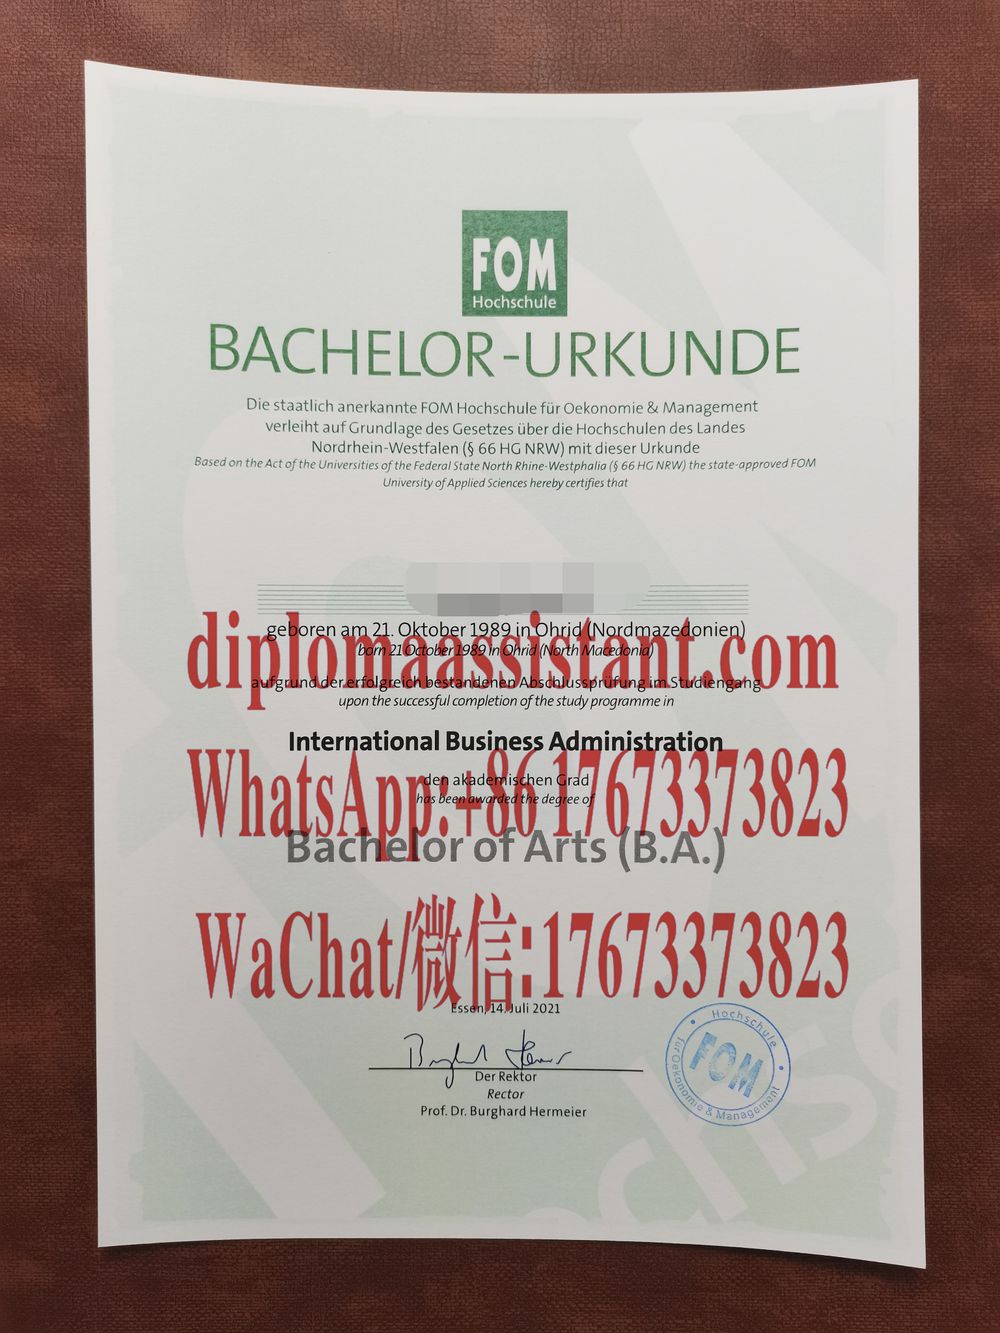 FOM
Hochschule
BACHELOR-URKUNDE
Die staatlich anerkannte FOM Hochschule für Oekonomie & Management
verleiht auf Grundlage des Gesetzes über die Hochschulen des Landes
Nordrhein-Westfalen (§ 66 HG NRW) mit dieser Urkunde
Based on the Act of the Universities of the Federal State North Rhine-Westphalia (§ 66 HG NRW) the state-approved FOM
University of Applied Sciences hereby certifies that
geboren am 21. Oktober 1989 in Ohrid (Nordmazedonien)
diplomaassistant.com
born 21 October 1989 in Ohrid (North Macedonia)
aufgrund der erfolgreich bestandenen Abschlussprüfung im Studiengang
upon the successful completion of the study programme in
International Business Administration
WhatsApp:+86 17673373823
den akademischen Grad
has been awarded the degree of
Bachelor of Arts (B.A.)
WaChat/微信:17673373823
Essen, 14. Juli 2021
Der Rektor
Rector
Prof. Dr. Burghard Hermeier
Hochschule
FOM
für Oekonomie & Management